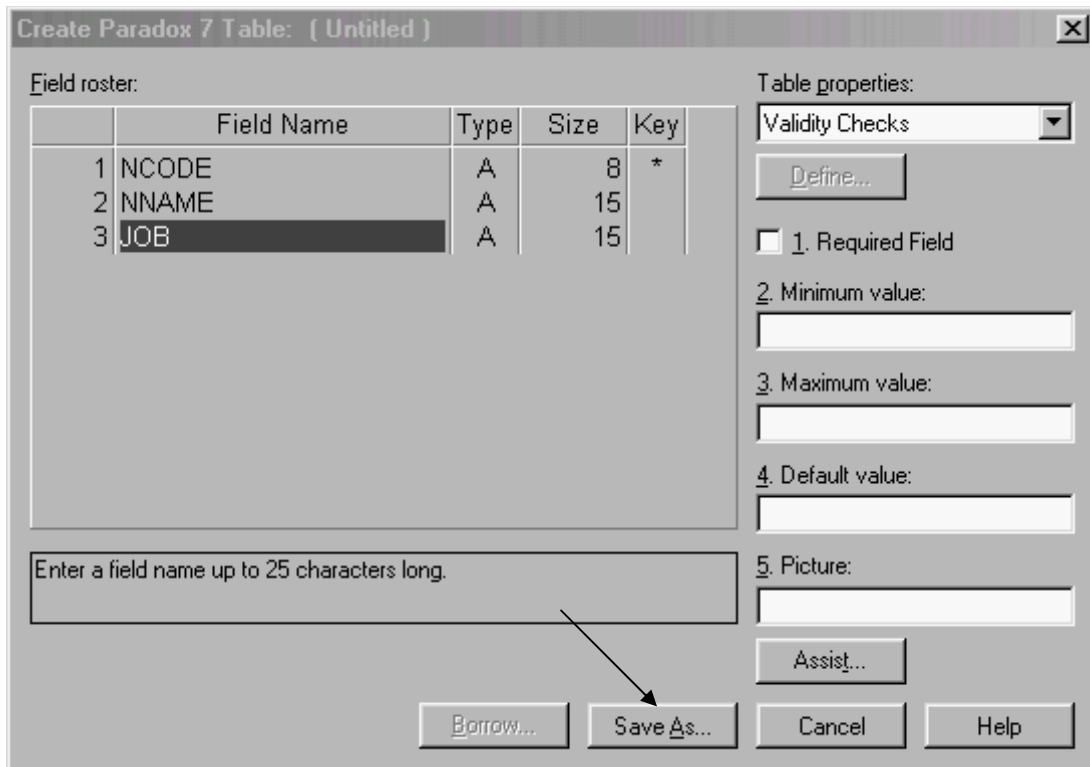 Create Paradox 7 Table: ( Untitled )
Field roster:
Field Name Type Size Key
1 NCODE A 8 *
2 NNAME A 15
3 JOB A 15
Enter a field name up to 25 characters long.
Table properties:
Validity Checks
Define...
1. Required Field
2. Minimum value:
3. Maximum value:
4. Default value:
5. Picture:
Assist...
Borrow... Save As... Cancel Help